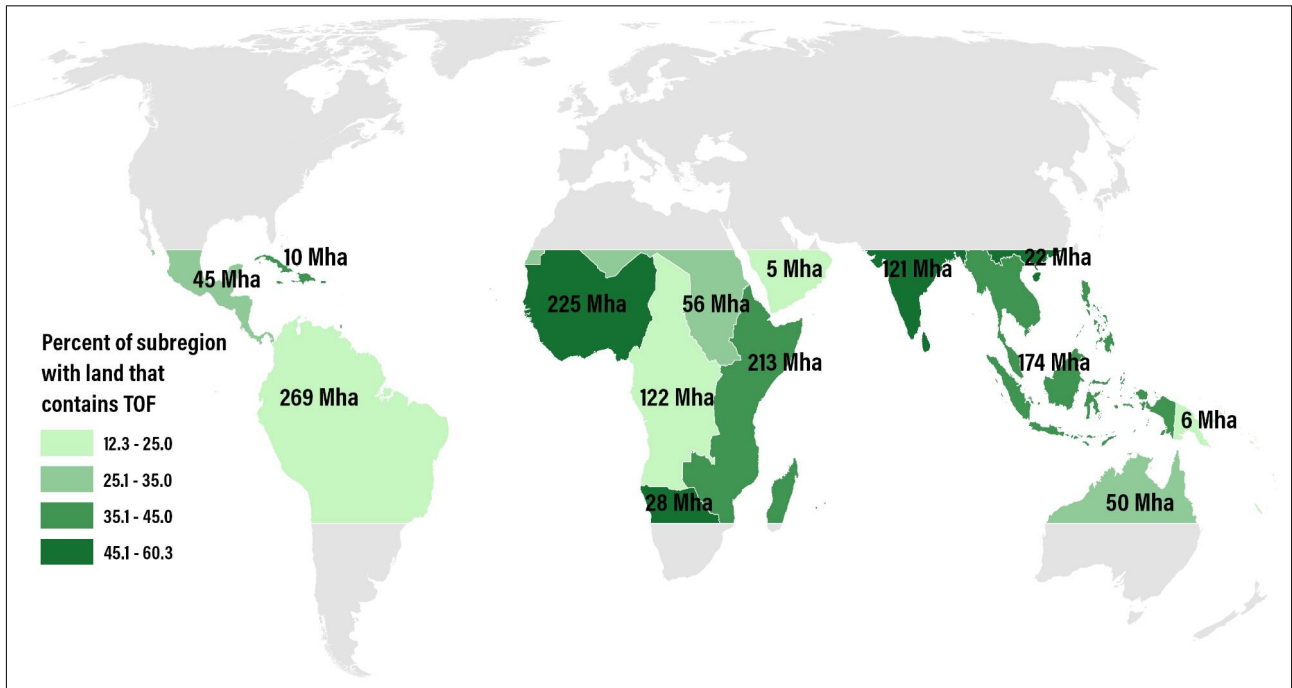 10 Mha
45 Mha
5 Mha
121 Mha
22 Mha
225 Mha
56 Mha
213 Mha
174 Mha
269 Mha
122 Mha
6 Mha
28 Mha
50 Mha
Percent of subregion
with land that
contains TOF
12.3 - 25.0
25.1 - 35.0
35.1 - 45.0
45.1 - 60.3